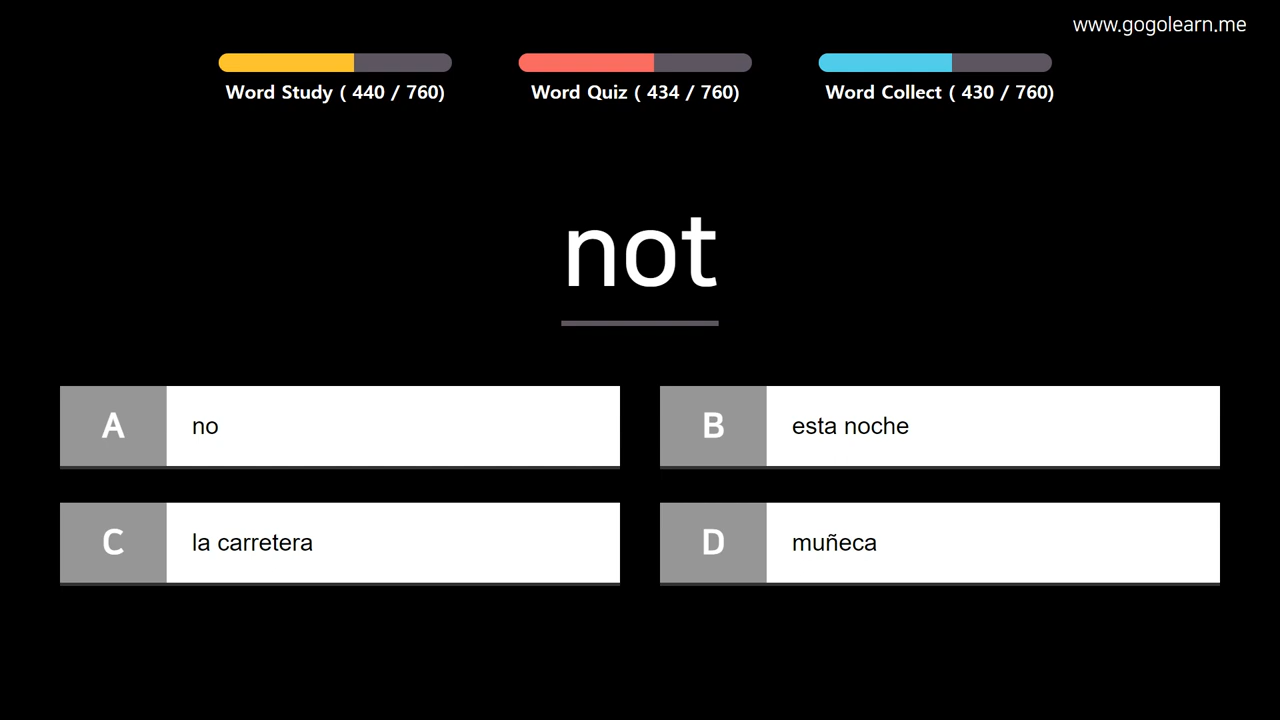 www.gogolearn.me
Word Study ( 440 / 760)
Word Quiz ( 434 / 760)
Word Collect ( 430 / 760)
not
A no
B esta noche
C la carretera
D muñeca